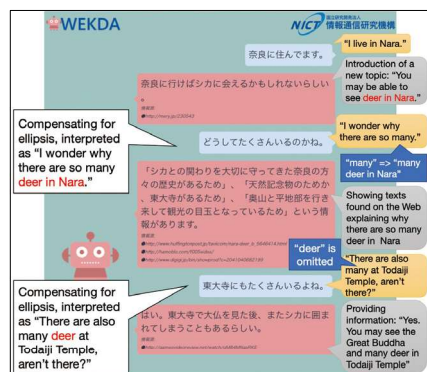 WEKDA
NICT 国立研究開発法人
情報通信研究機構
奈良に住んでます。
"I live in Nara."
奈良に行けばシカに会えるかもしれないらしい
。
情報源:
Introduction of
a new topic: "You
may be able to
see deer in Nara."
Compensating for
ellipsis, interpreted
as "I wonder why
there are so many
deer in Nara."
どうしてたくさんいるのかね。
"I wonder why
there are so many."
"many" => "many
deer in Nara"
「シカとの関わりを大切に守ってきた奈良の方
々の歴史があるため」、「天然記念物のためか
、東大寺があるため」、「奥山と平地部を行き
来して観光の目玉となっているため」という情
報があります。
情報源:
Showing texts
found on the Web
explaining why
there are so many
deer in Nara
"deer" is
omitted
東大寺にもたくさんいるよね。
"There are also
many at Todaiji
Temple, aren't
there?"
Compensating for
ellipsis, interpreted
as "There are also
many deer at
Todaiji Temple,
aren't there?"
はい。東大寺で大仏を見た後、またシカに囲ま
れてしまうこともあるらしい。
情報源:
Providing
information: "Yes.
You may see the
Great Buddha
and many deer in
Todaiji Temple"